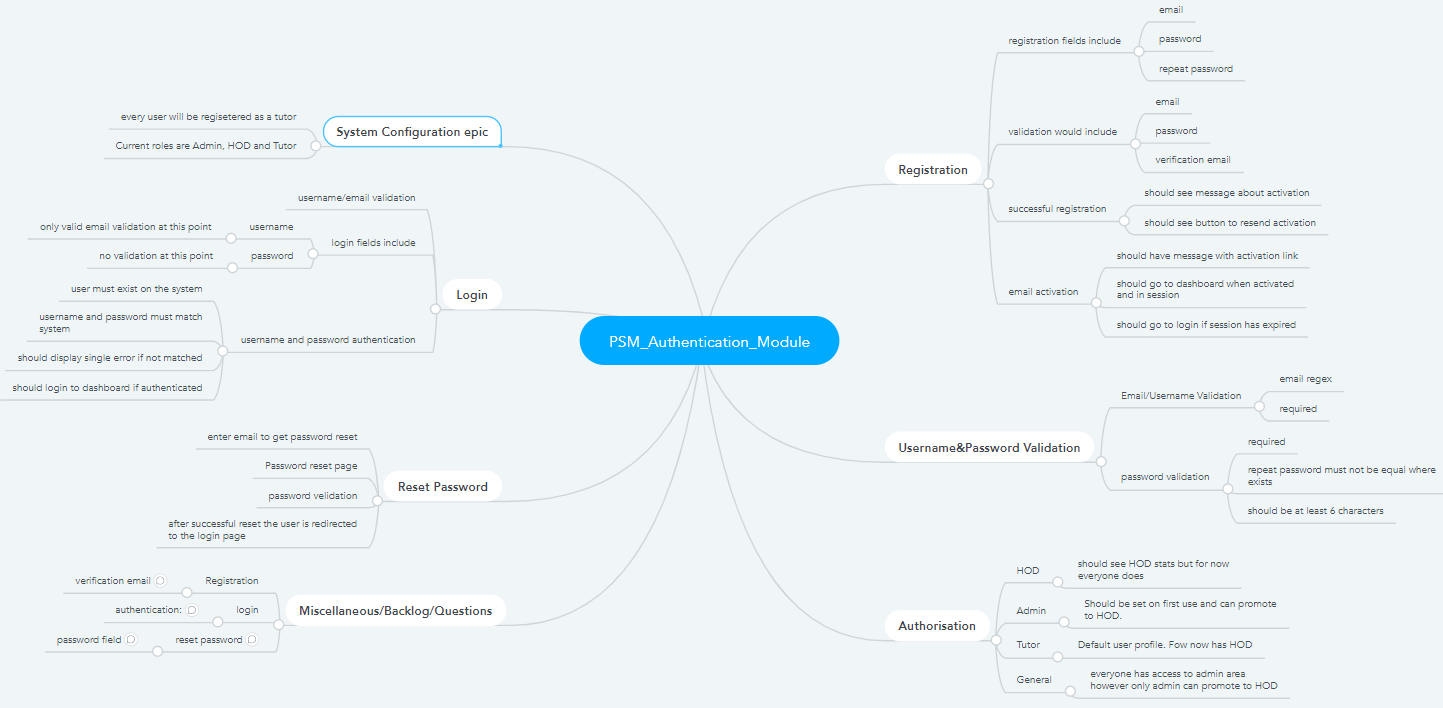 PSM_Authentication_Module
System Configuration epic
every user will be regisetered as a tutor
Current roles are Admin, HOD and Tutor
Login
username/email validation
login fields include
username
only valid email validation at this point
password
no validation at this point
username and password authentication
user must exist on the system
username and password must match
system
should display single error if not matched
should login to dashboard if authenticated
Reset Password
enter email to get password reset
Password reset page
password velidation
after successful reset the user is redirected
to the login page
Miscellaneous/Backlog/Questions
Registration
verification email
login
authentication:
reset password
password field
Registration
registration fields include
email
password
repeat password
validation would include
email
password
verification email
successful registration
should see message about activation
should see button to resend activation
email activation
should have message with activation link
should go to dashboard when activated
and in session
should go to login if session has expired
Username&Password Validation
Email/Username Validation
email regex
required
password validation
required
repeat password must not be equal where
exists
should be at least 6 characters
Authorisation
HOD
should see HOD stats but for now
everyone does
Admin
Should be set on first use and can promote
to HOD.
Tutor
Default user profile. Fow now has HOD
General
everyone has access to admin area
however only admin can promote to HOD